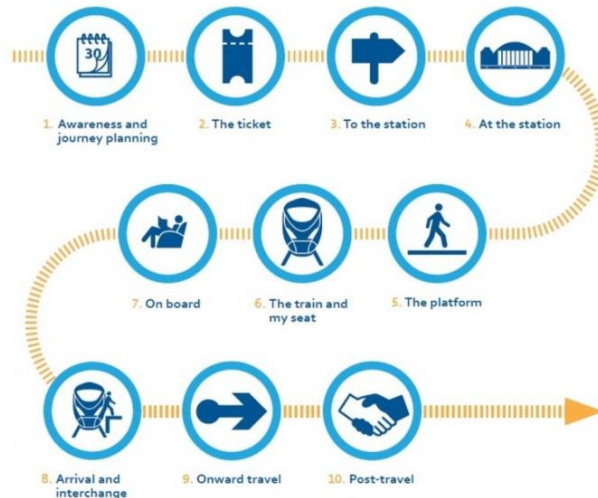 30
1. Awareness and
journey planning
2. The ticket
3. To the station
4. At the station
5. The platform
6. The train and
my seat
7. On board
8. Arrival and
interchange
9. Onward travel
10. Post-travel